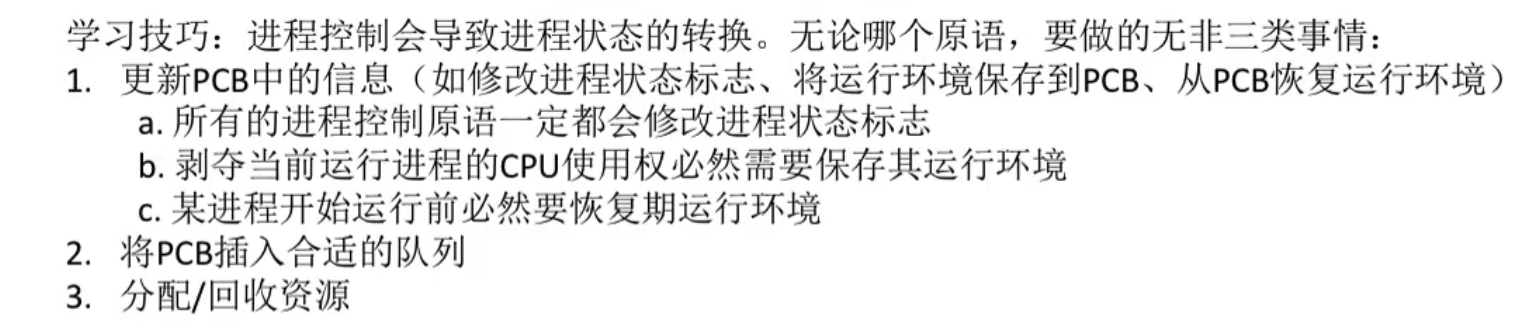 学习技巧：进程控制会导致进程状态的转换。无论哪个原语，要做的无非三类事情：
1. 更新PCB中的信息（如修改进程状态标志、将运行环境保存到PCB、从PCB恢复运行环境）
a. 所有的进程控制原语一定都会修改进程状态标志
b. 剥夺当前运行进程的CPU使用权必然需要保存其运行环境
c. 某进程开始运行前必然要恢复期运行环境
2. 将PCB插入合适的队列
3. 分配/回收资源